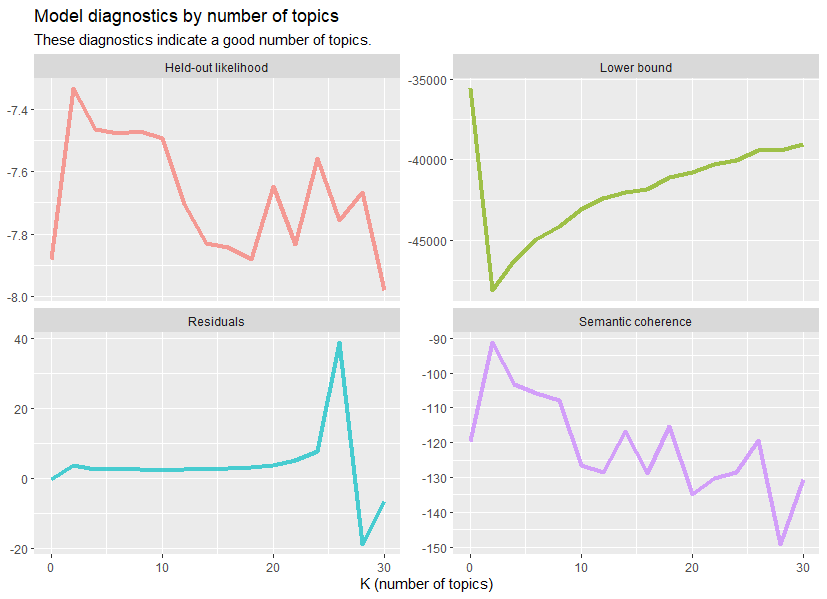 Model diagnostics by number of topics
These diagnostics indicate a good number of topics.
Held-out likelihood
Lower bound
-7.4
-7.6
-7.8
-8.0
-35000
-40000
-45000
Residuals
Semantic coherence
40
20
0
-20
-90
-100
-110
-120
-130
-140
-150
0 10 20 30
0 10 20 30
K (number of topics)